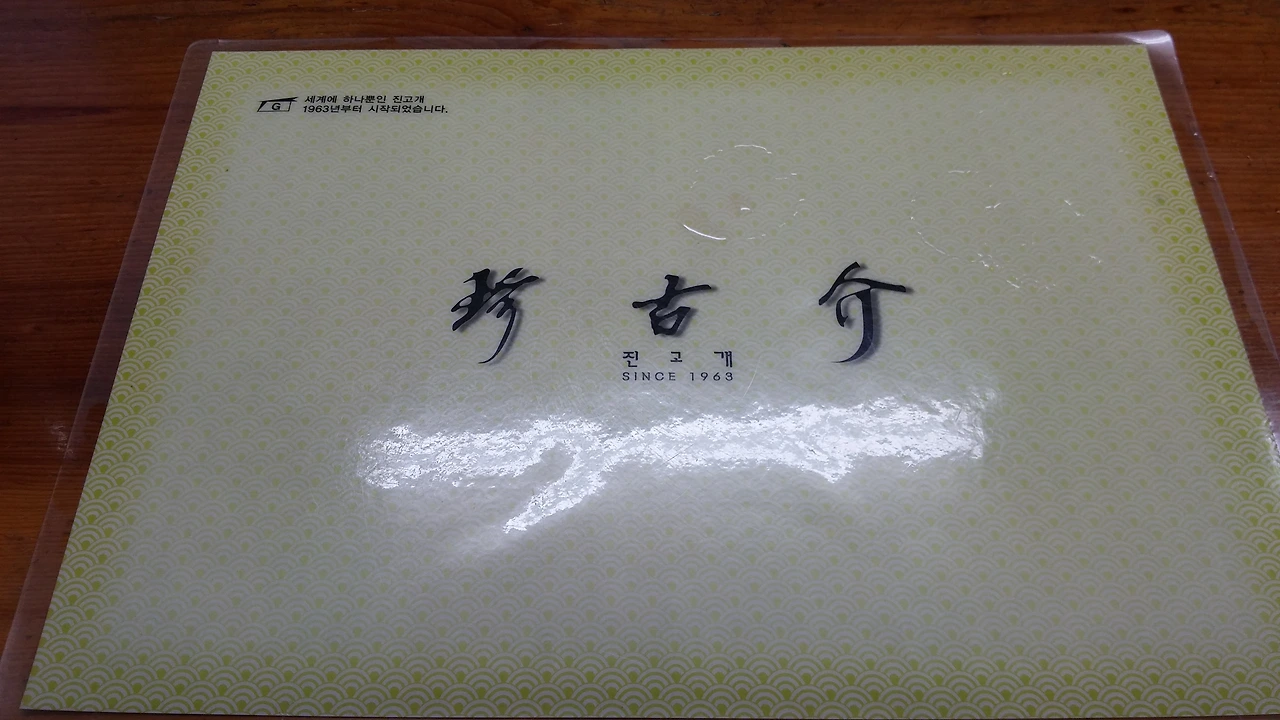 G
세계에 하나뿐인 진고개
1963년부터 시작되었습니다.
珍古介
진고개
SINCE 1963